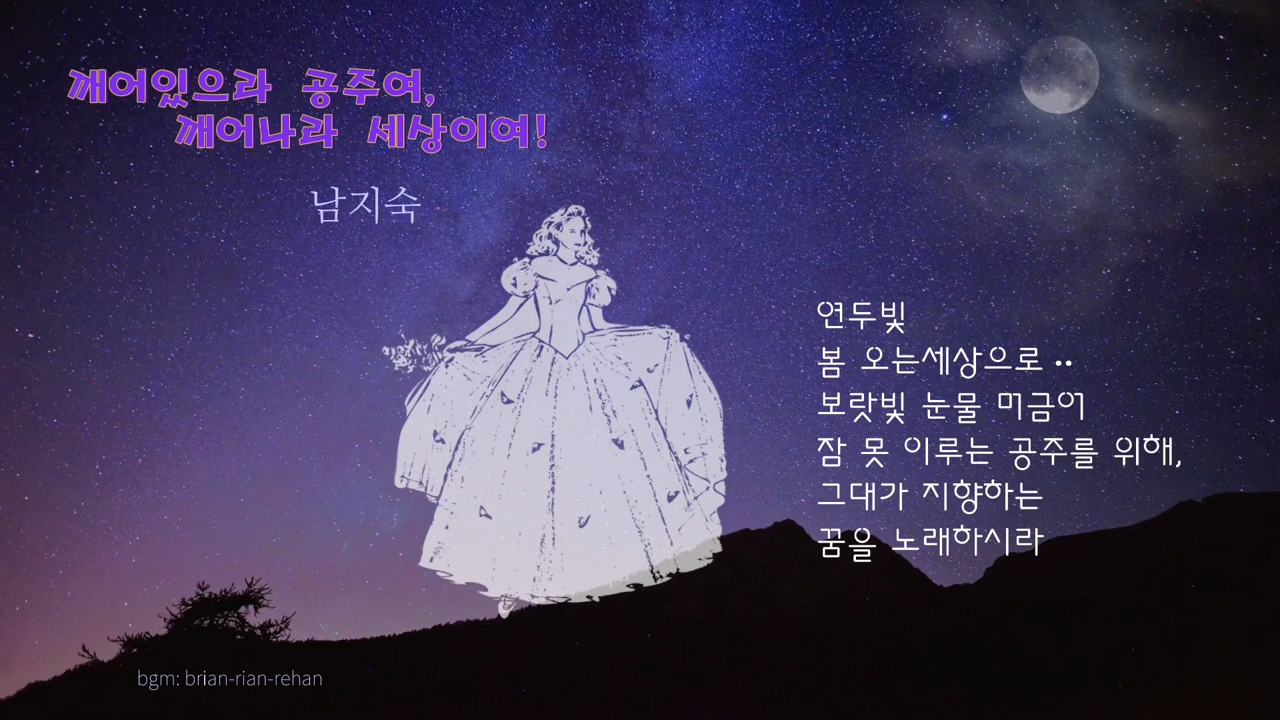 깨어있으라 공주여,
깨어나라 세상이여!
남지숙
연두빛
봄 오는세상으로 ··
보랏빛 눈물 머금어
잠 못 이루는 공주를 위해,
그대가 지향하는
꿈을 노래하시라
bgm: brian-rian-rehan